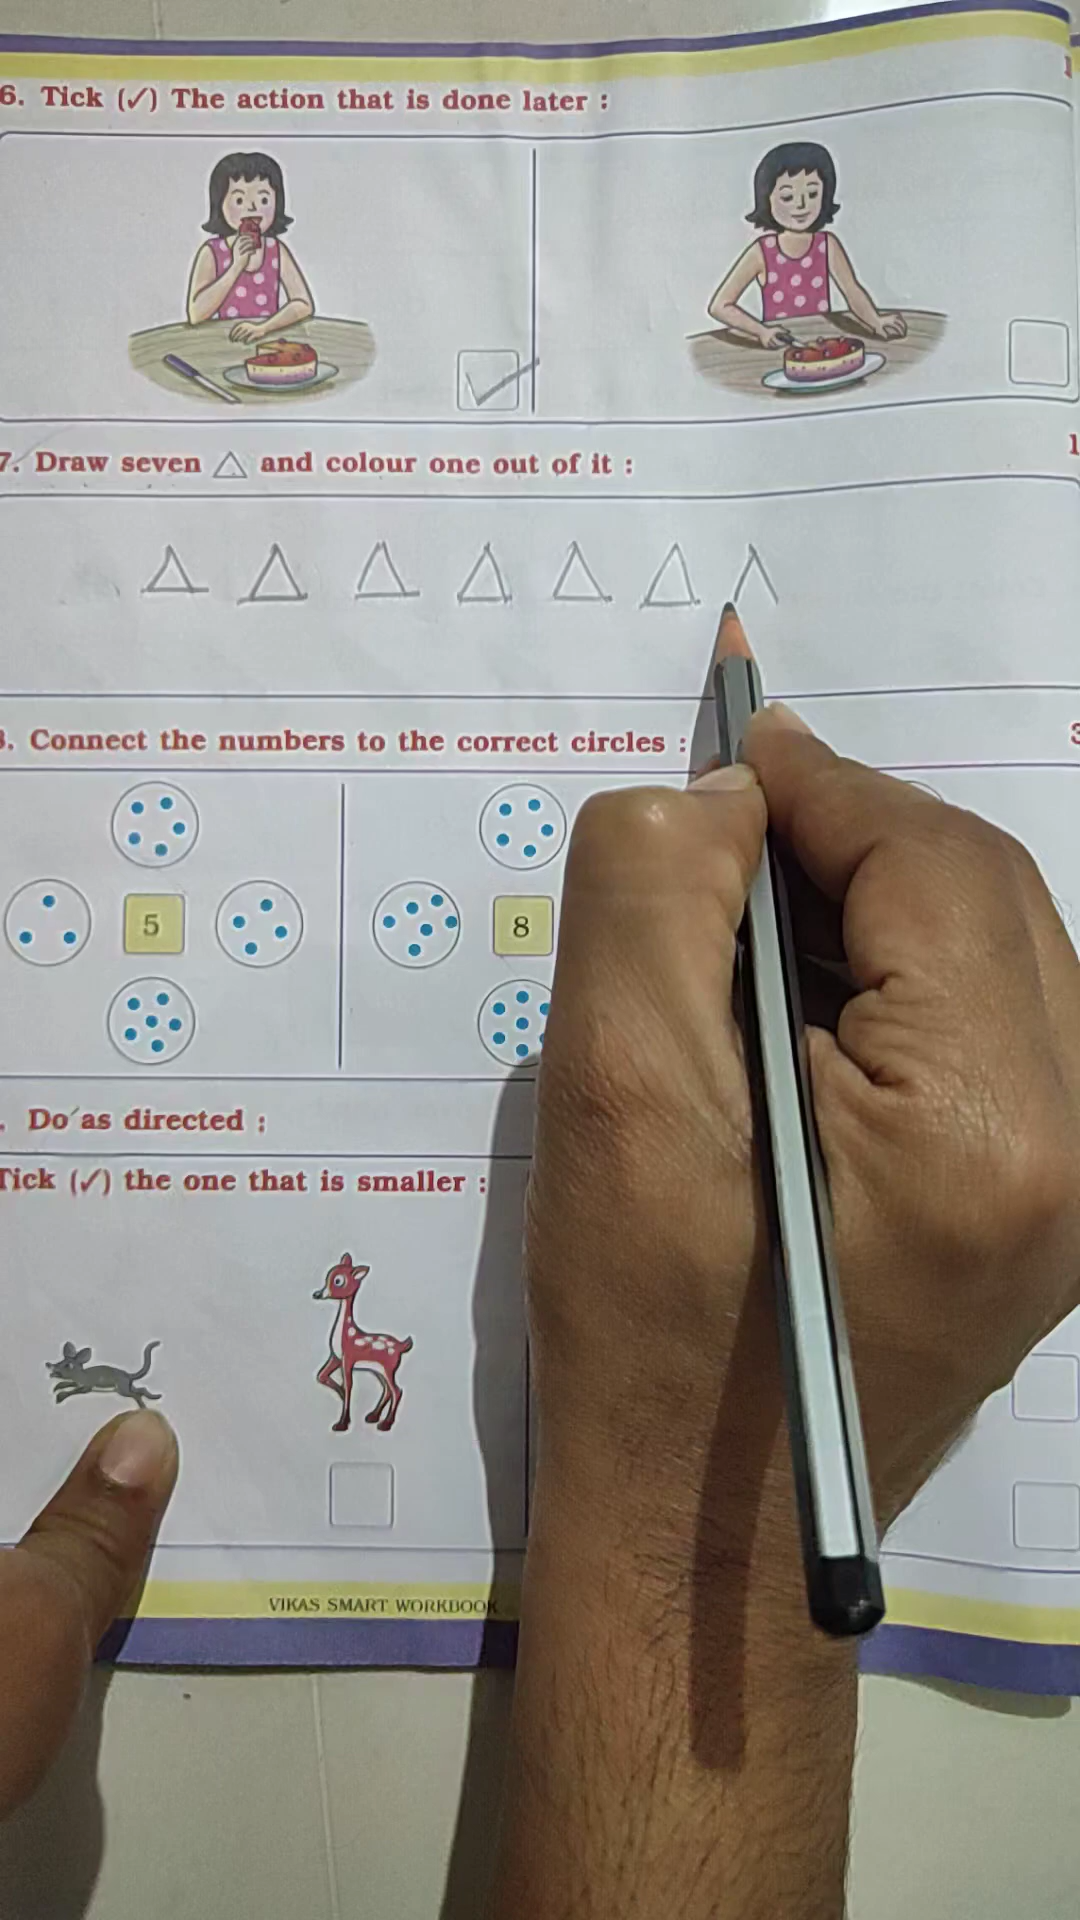 6. Tick (✓) The action that is done later :
7. Draw seven △ and colour one out of it :
1
. Connect the numbers to the correct circles :
5
8
. Do as directed :
Tick (✓) the one that is smaller :
VIKAS SMART WORKBOOK